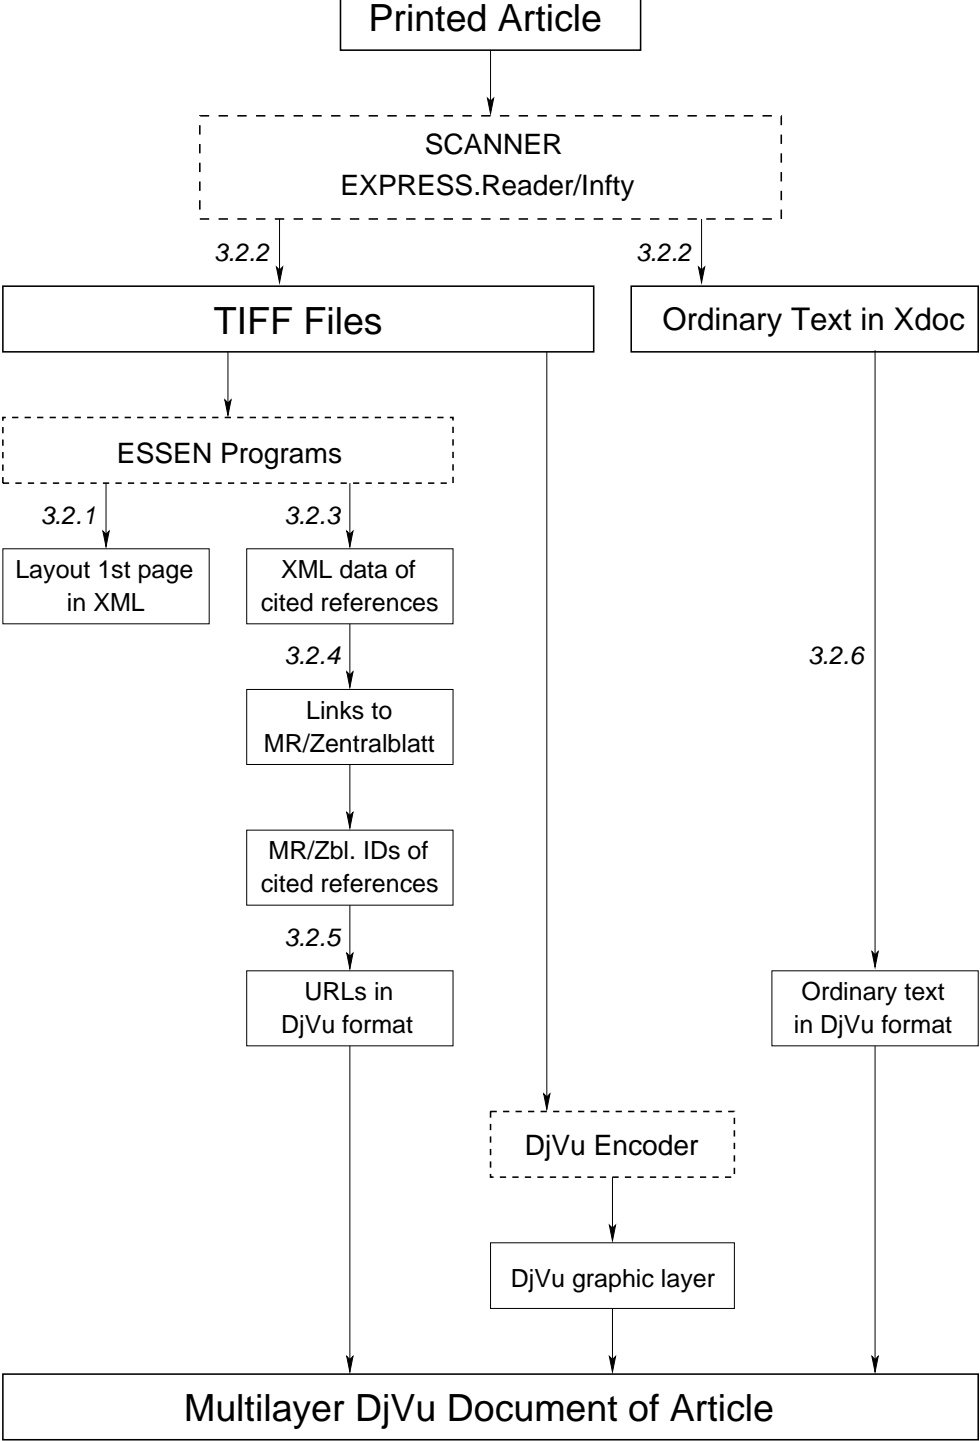 Printed Article
SCANNER
EXPRESS.Reader/Infty
3.2.2
3.2.2
TIFF Files
Ordinary Text in Xdoc
ESSEN Programs
3.2.1
3.2.3
Layout 1st page
in XML
XML data of
cited references
3.2.4
3.2.6
Links to
MR/Zentralblatt
MR/Zbl. IDs of
cited references
3.2.5
URLs in
DjVu format
Ordinary text
in DjVu format
DjVu Encoder
DjVu graphic layer
Multilayer DjVu Document of Article